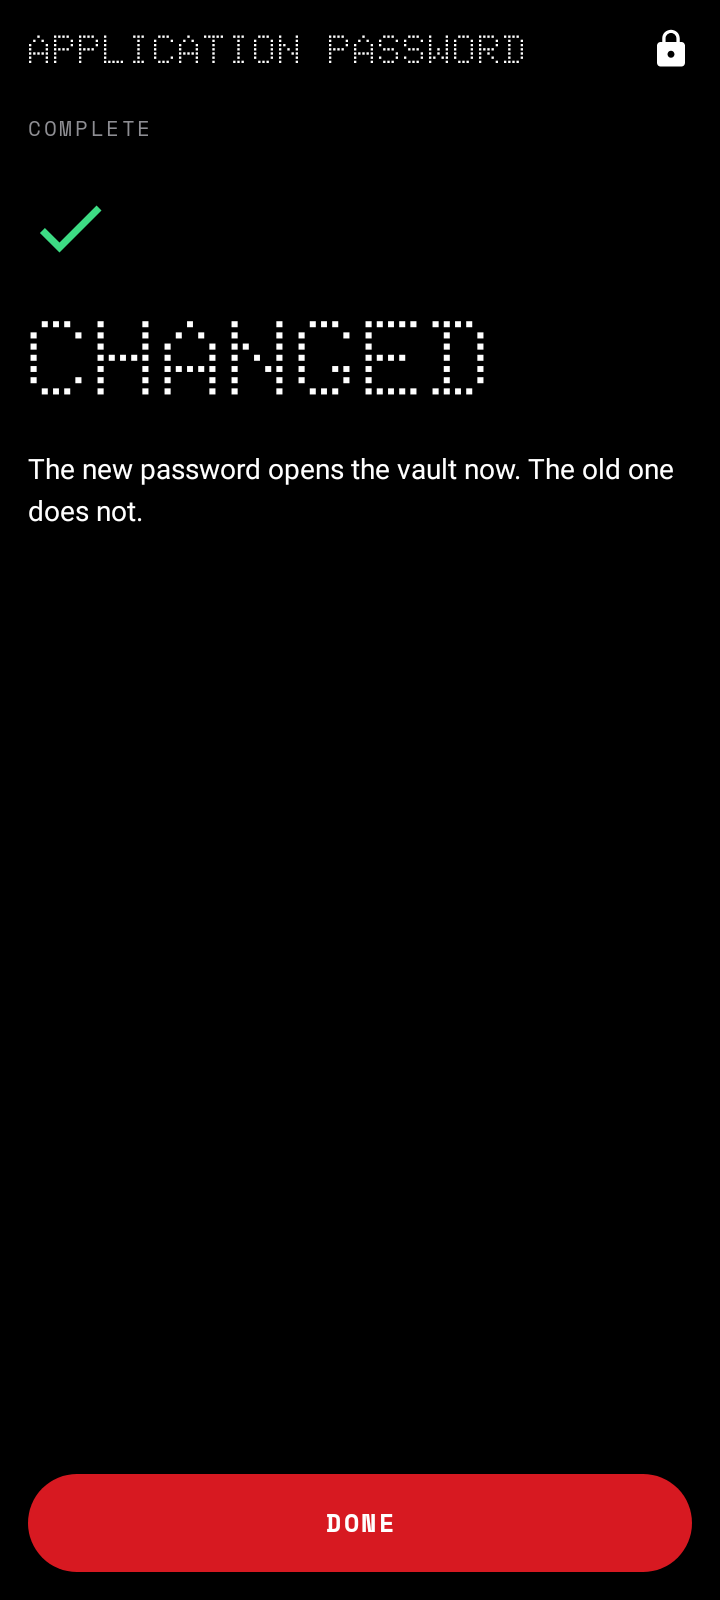 APPLICATION PASSWORD
COMPLETE
CHANGED
The new password opens the vault now. The old one
does not.
DONE